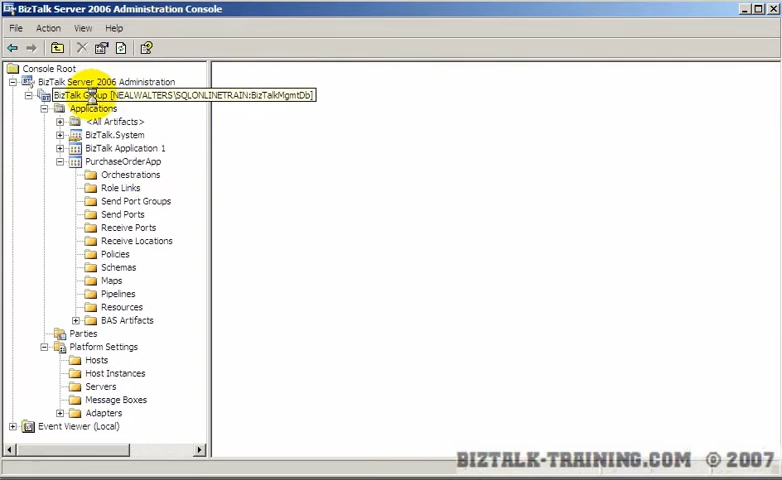 BizTalk Server 2006 Administration Console
File Action View Help
Console Root
BizTalk Server 2006 Administration
BizTalk Group [NEALWALTERS\SQLONLINETRAIN:BizTalkMgmtDb]
Applications
<All Artifacts>
BizTalk.System
BizTalk Application 1
PurchaseOrderApp
Orchestrations
Role Links
Send Port Groups
Send Ports
Receive Ports
Receive Locations
Policies
Schemas
Maps
Pipelines
Resources
BAS Artifacts
Parties
Platform Settings
Hosts
Host Instances
Servers
Message Boxes
Adapters
Event Viewer (Local)
BIZTALK-TRAINING.COM © 2007